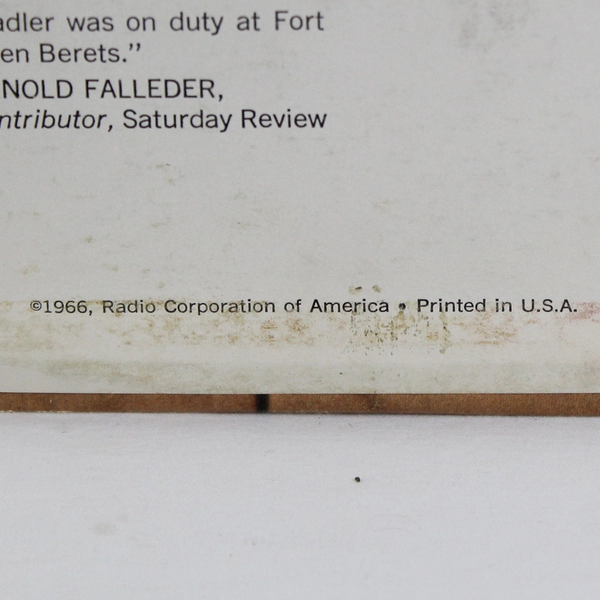 adler was on duty at Fort
en Berets.”
NOLD FALLEDER,
ntributor, Saturday Review
©1966, Radio Corporation of America • Printed in U.S.A.